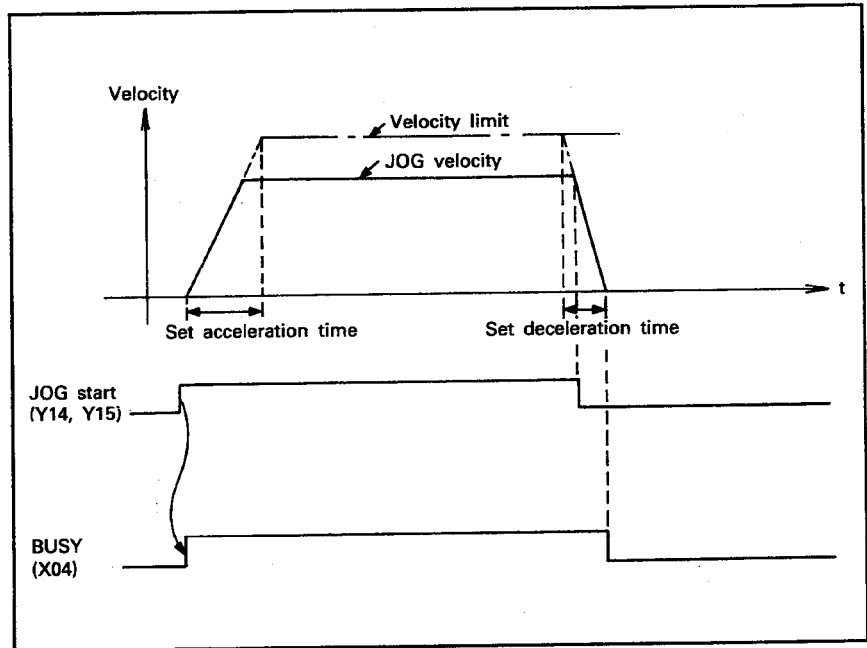 Velocity
Velocity limit
JOG velocity
t
Set acceleration time
Set deceleration time
JOG start
(Y14, Y15)
BUSY
(X04)